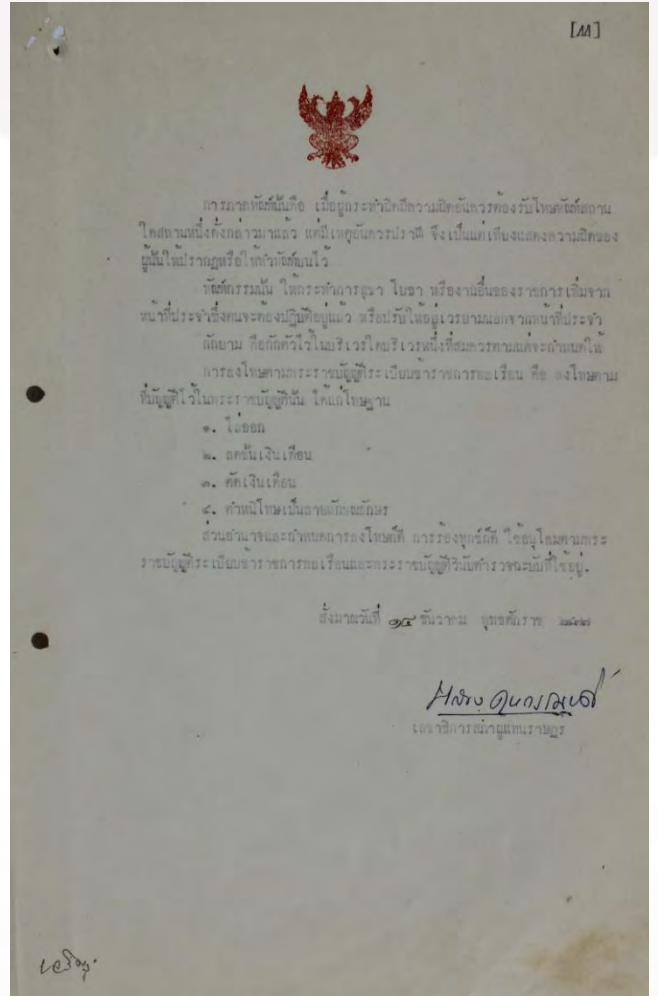 [๑๑]
การภาคทัณฑ์นั้นคือ เมื่อผู้กระทำผิดมีความผิดอันควรต้องรับโทษทัณฑ์สถาน
ใดสถานหนึ่งดั่งกล่าวมาแล้ว แต่มีเหตุอันควรปราณี จึงเป็นแต่เพียงแสดงความผิดของ
ผู้นั้นให้ปรากฏหรือให้ทำทัณฑ์บนไว้
ทัณฑกรรมนั้น ให้กระทำการสุขา โยธา หรืองานอื่นของราชการเพิ่มจาก
หน้าที่ประจำซึ่งตนจะต้องปฏิบัติอยู่แล้ว หรือปรับให้อยู่เวรยามนอกจากหน้าที่ประจำ
กักยาม คือกักตัวไว้ในบริเวรใดบริเวรหนึ่งที่สมควรตามแต่จะกำหนดให้
การลงโทษตามพระราชบัญญัติระเบียบข้าราชการพลเรือน คือ ลงโทษตาม
ที่บัญญัติไว้ในพระราชบัญญัตินั้น ได้แก่โทษฐาน
๑. ไล่ออก
๒. ลดชั้นเงินเดือน
๓. ตัดเงินเดือน
๔. ตำหนิโทษเป็นลายลักษณอักษร
ส่วนอำนาจและกำหนดการลงโทษก็ดี การร้องทุกข์ก็ดี ใช้อนุโลมตามพระ
ราชบัญญัติระเบียบข้าราชการพลเรือนและพระราชบัญญัติวินัยตำรวจฉะบับที่ใช้อยู่.
สั่งมาณวันที่ ๑๔ ธันวาคม พุทธศักราช ๒๔๗๗
เลขาธิการสภาผู้แทนราษฎร